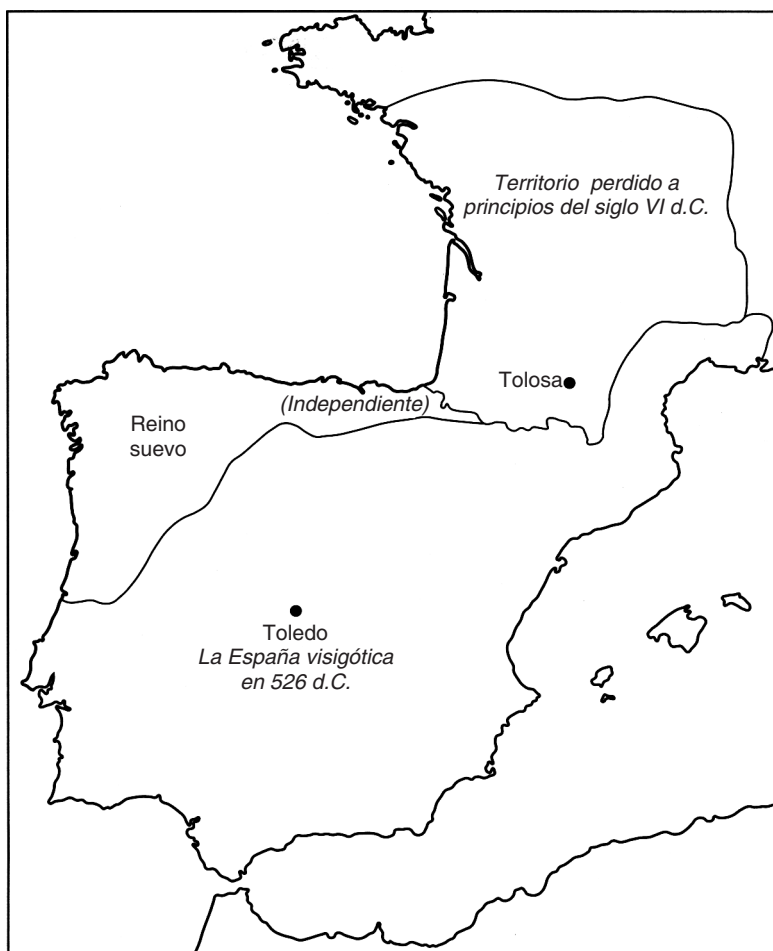 Territorio perdido a
principios del siglo VI d.C.
Tolosa
(Independiente)
Reino
suevo
Toledo
La España visigótica
en 526 d.C.